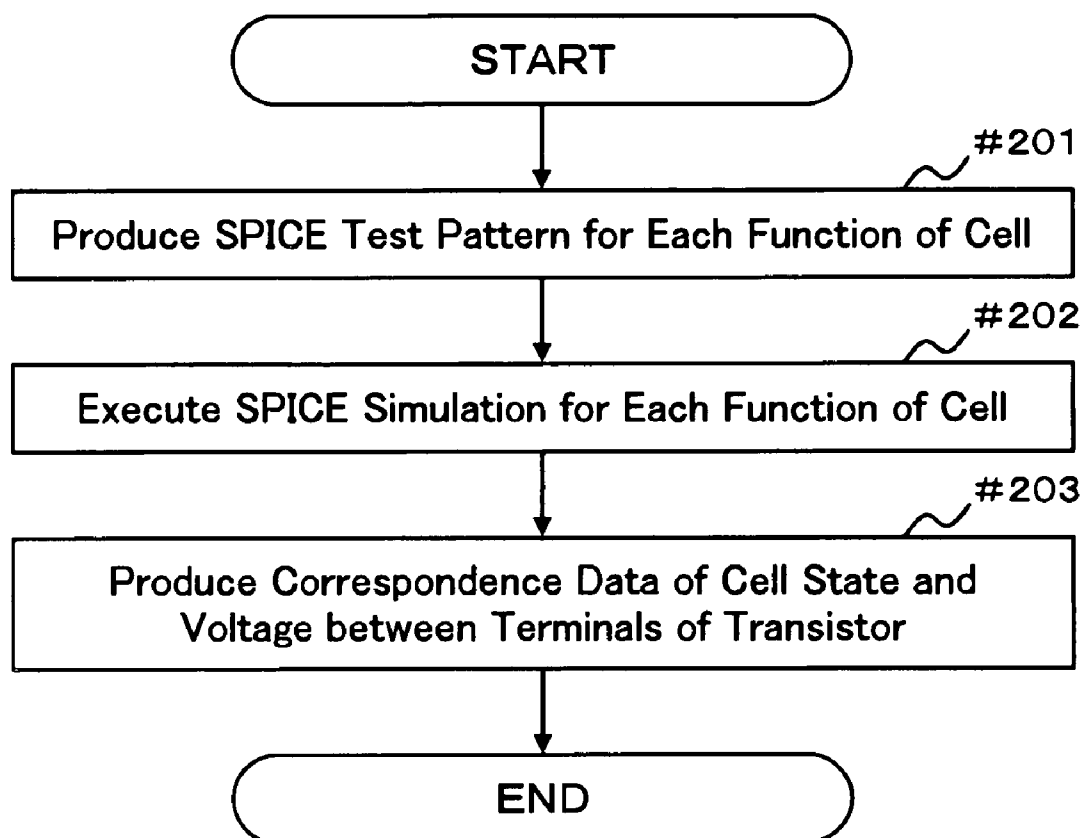 START
#201
Produce SPICE Test Pattern for Each Function of Cell
#202
Execute SPICE Simulation for Each Function of Cell
#203
Produce Correspondence Data of Cell State and
Voltage between Terminals of Transistor
END